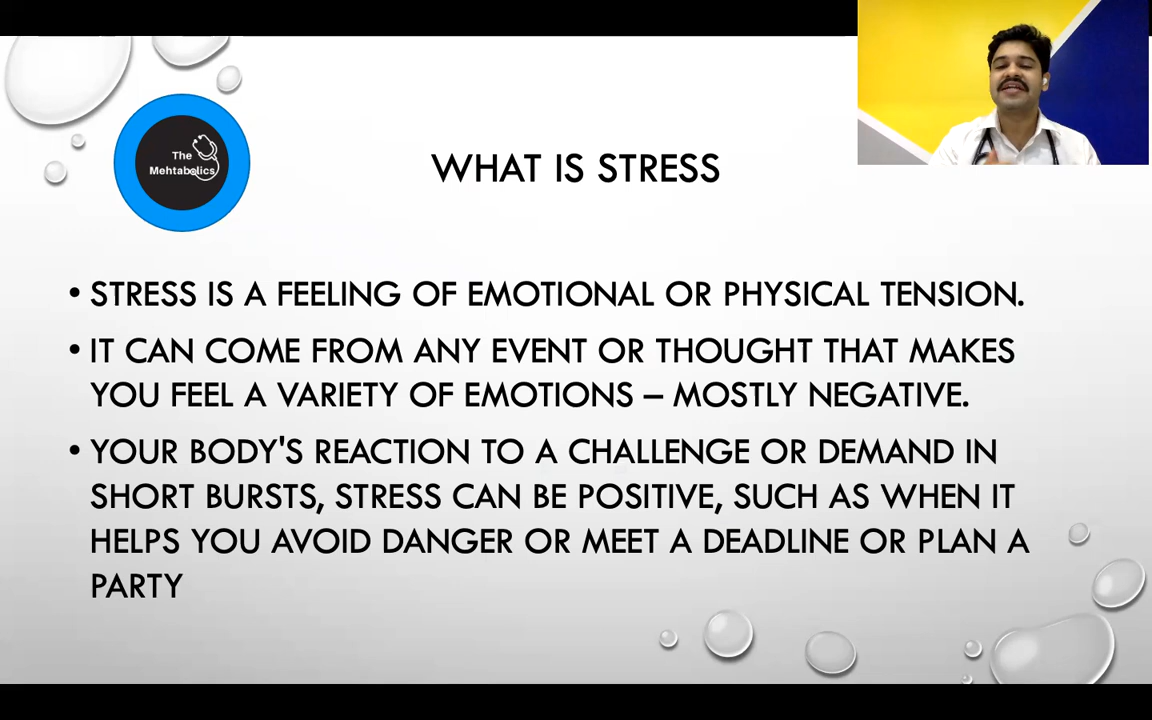 The
Mehtabolics
WHAT IS STRESS
• STRESS IS A FEELING OF EMOTIONAL OR PHYSICAL TENSION.
• IT CAN COME FROM ANY EVENT OR THOUGHT THAT MAKES
YOU FEEL A VARIETY OF EMOTIONS – MOSTLY NEGATIVE.
• YOUR BODY'S REACTION TO A CHALLENGE OR DEMAND IN
SHORT BURSTS, STRESS CAN BE POSITIVE, SUCH AS WHEN IT
HELPS YOU AVOID DANGER OR MEET A DEADLINE OR PLAN A
PARTY